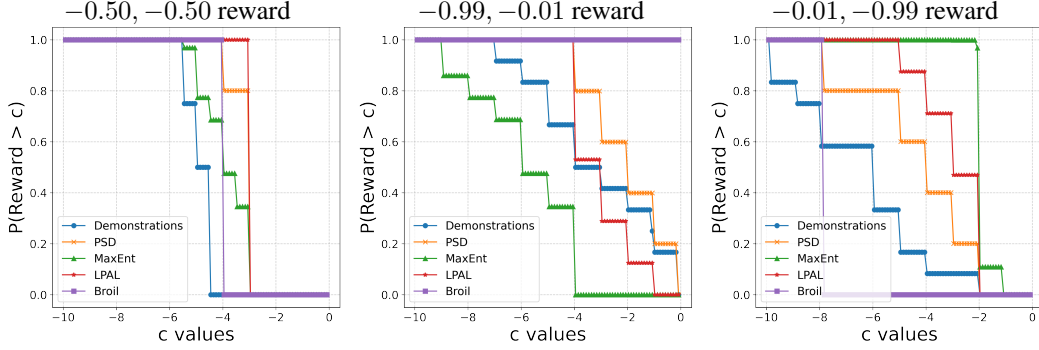 −0.50, −0.50 reward
P(Reward > c)
1.0
0.8
0.6
0.4
0.2
0.0
Demonstrations
PSD
MaxEnt
LPAL
Broil
−10 −8 −6 −4 −2 0
c values
−0.99, −0.01 reward
P(Reward > c)
1.0
0.8
0.6
0.4
0.2
0.0
Demonstrations
PSD
MaxEnt
LPAL
Broil
−10 −8 −6 −4 −2 0
c values
−0.01, −0.99 reward
P(Reward > c)
1.0
0.8
0.6
0.4
0.2
0.0
Demonstrations
PSD
MaxEnt
LPAL
Broil
−10 −8 −6 −4 −2 0
c values